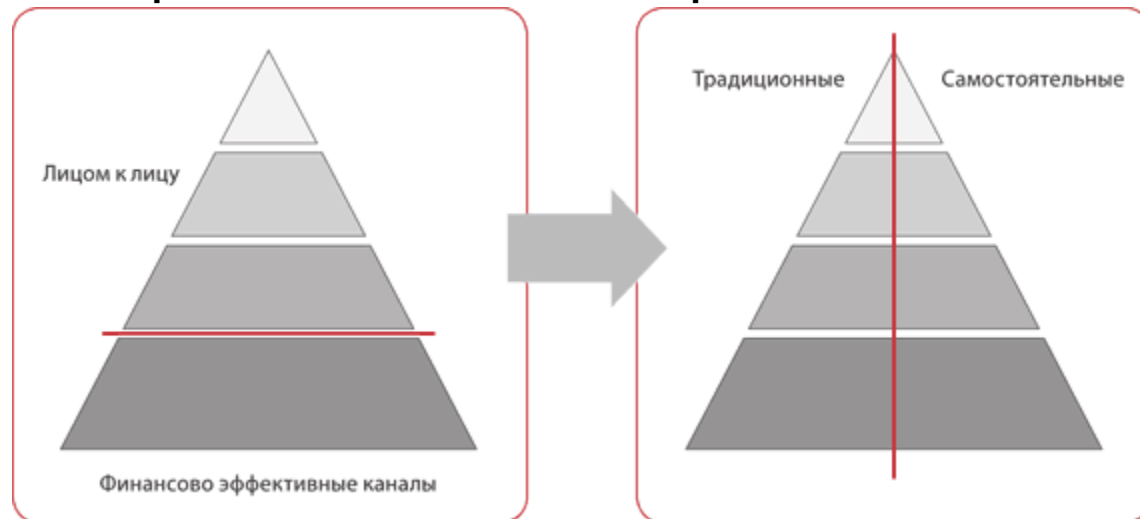 Лицом к лицу
Финансово эффективные каналы
Традиционные
Самостоятельные